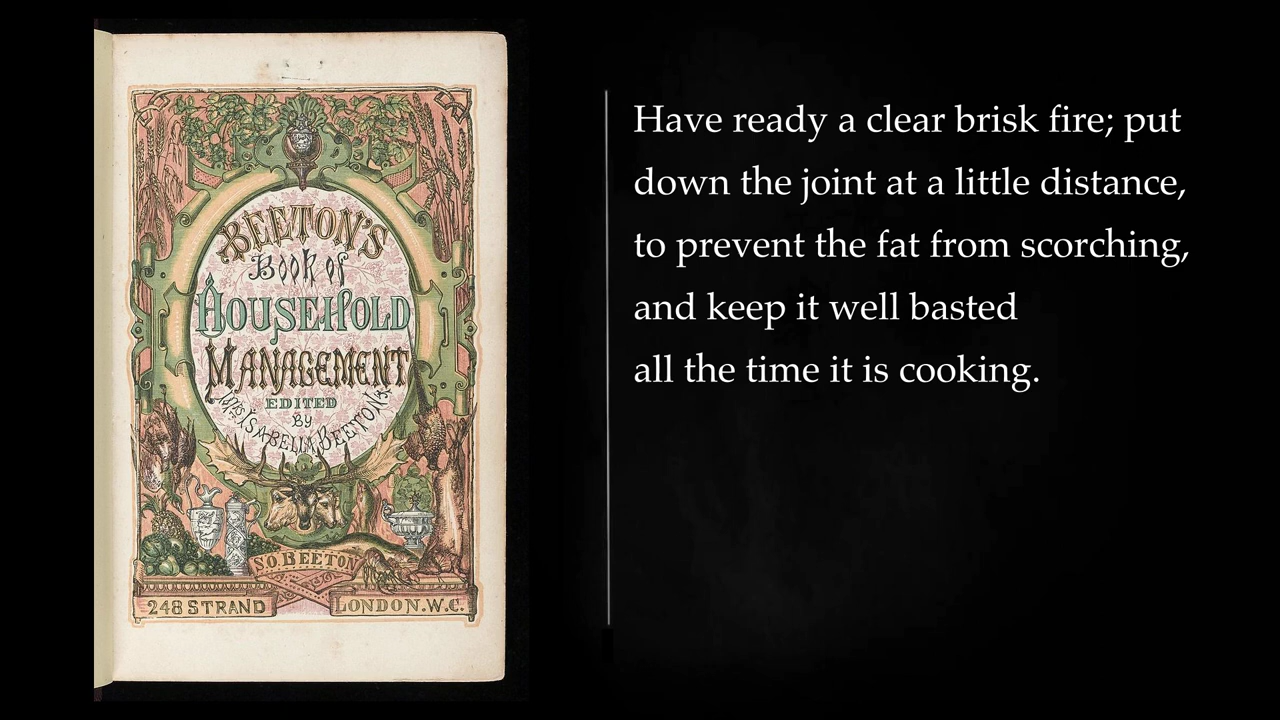 BEETON'S
Book of
HOUSEHOLD
MANAGEMENT
EDITED
BY
MRS ISABELLA BEETON
S.O. BEETON
248 STRAND
LONDON. W.C.
Have ready a clear brisk fire; put
down the joint at a little distance,
to prevent the fat from scorching,
and keep it well basted
all the time it is cooking.